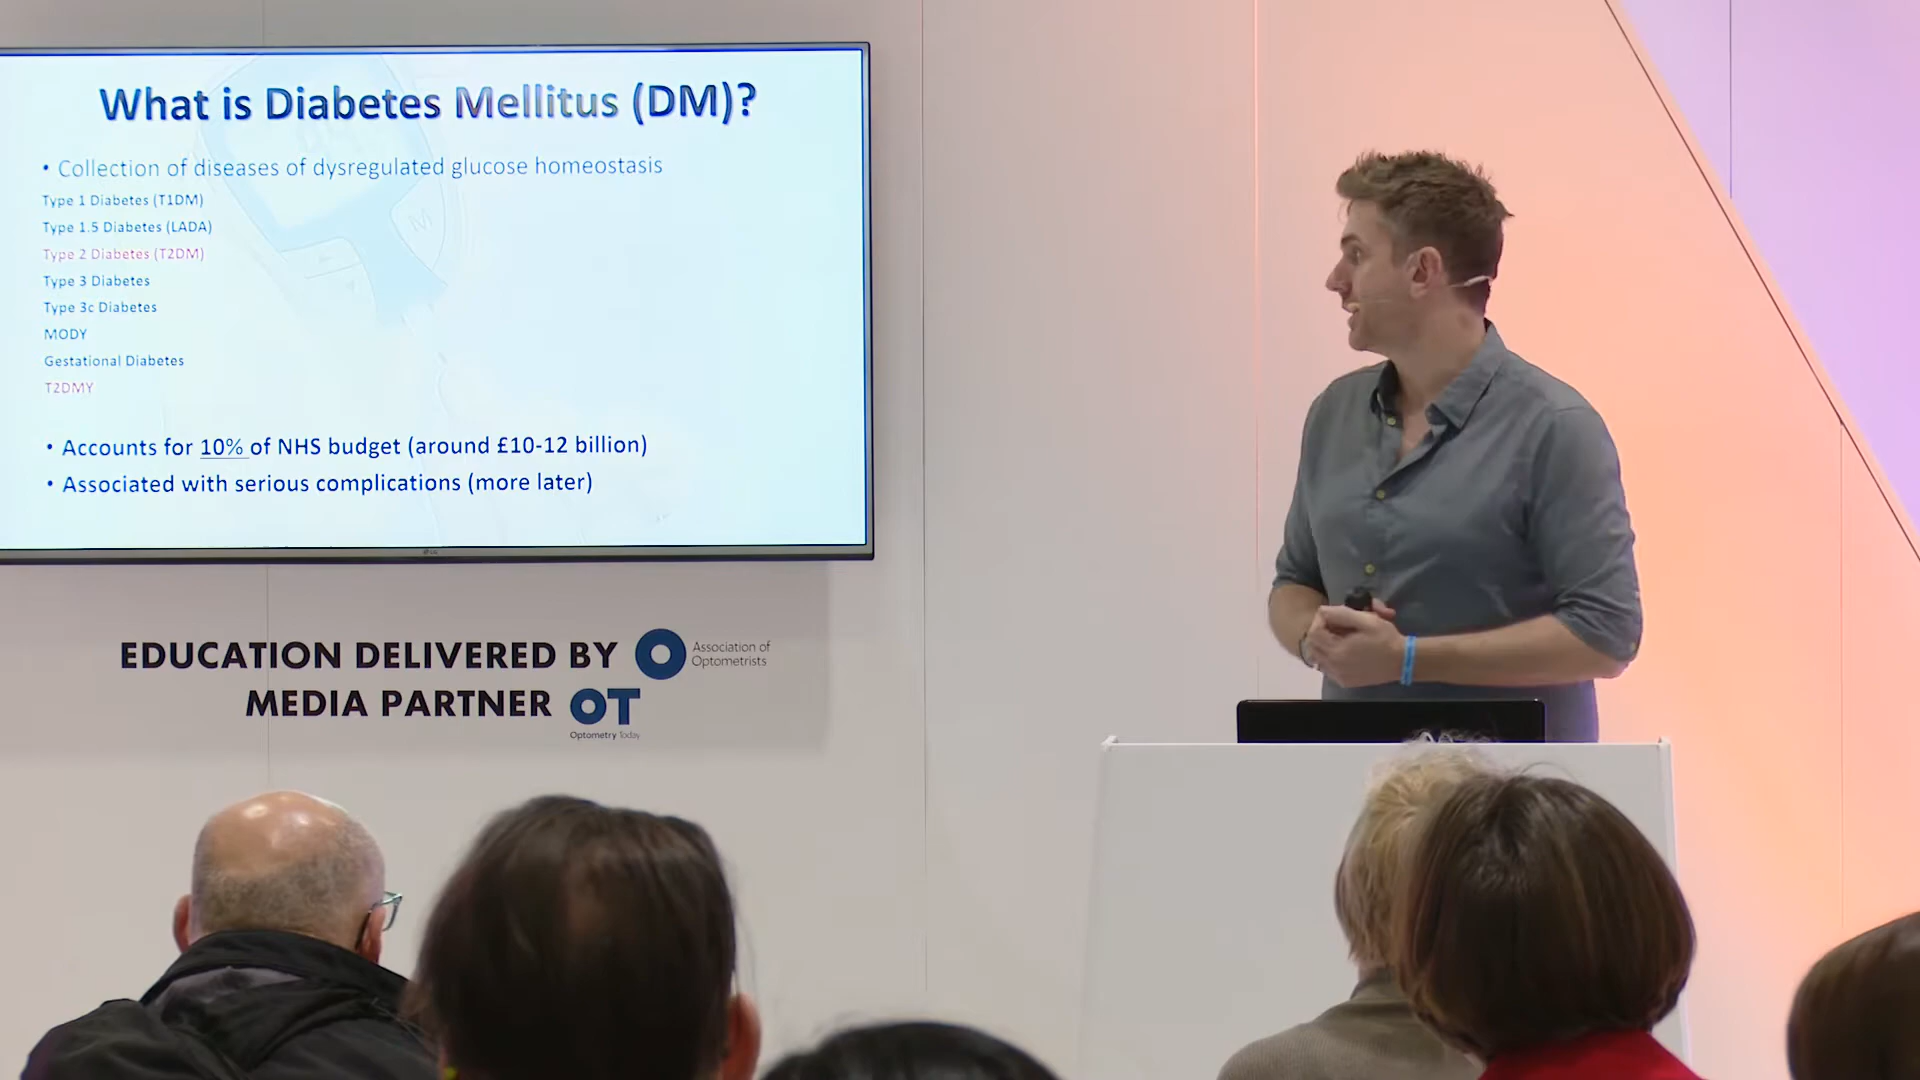 What is Diabetes Mellitus (DM)?
• Collection of diseases of dysregulated glucose homeostasis
Type 1 Diabetes (T1DM)
Type 1.5 Diabetes (LADA)
Type 2 Diabetes (T2DM)
Type 3 Diabetes
Type 3c Diabetes
MODY
Gestational Diabetes
T2DMY
• Accounts for 10% of NHS budget (around £10-12 billion)
• Associated with serious complications (more later)
LG
EDUCATION DELIVERED BY
Association of
Optometrists
MEDIA PARTNER OT
Optometry Today